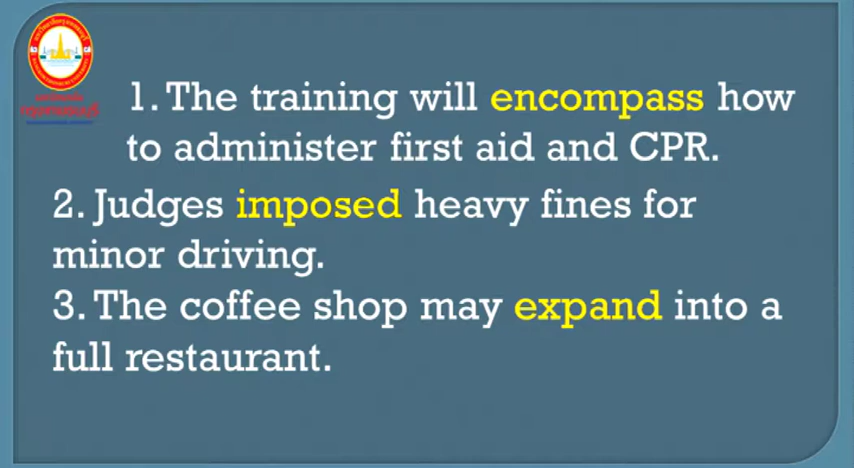 1. The training will encompass how
to administer first aid and CPR.
2. Judges imposed heavy fines for
minor driving.
3. The coffee shop may expand into a
full restaurant.